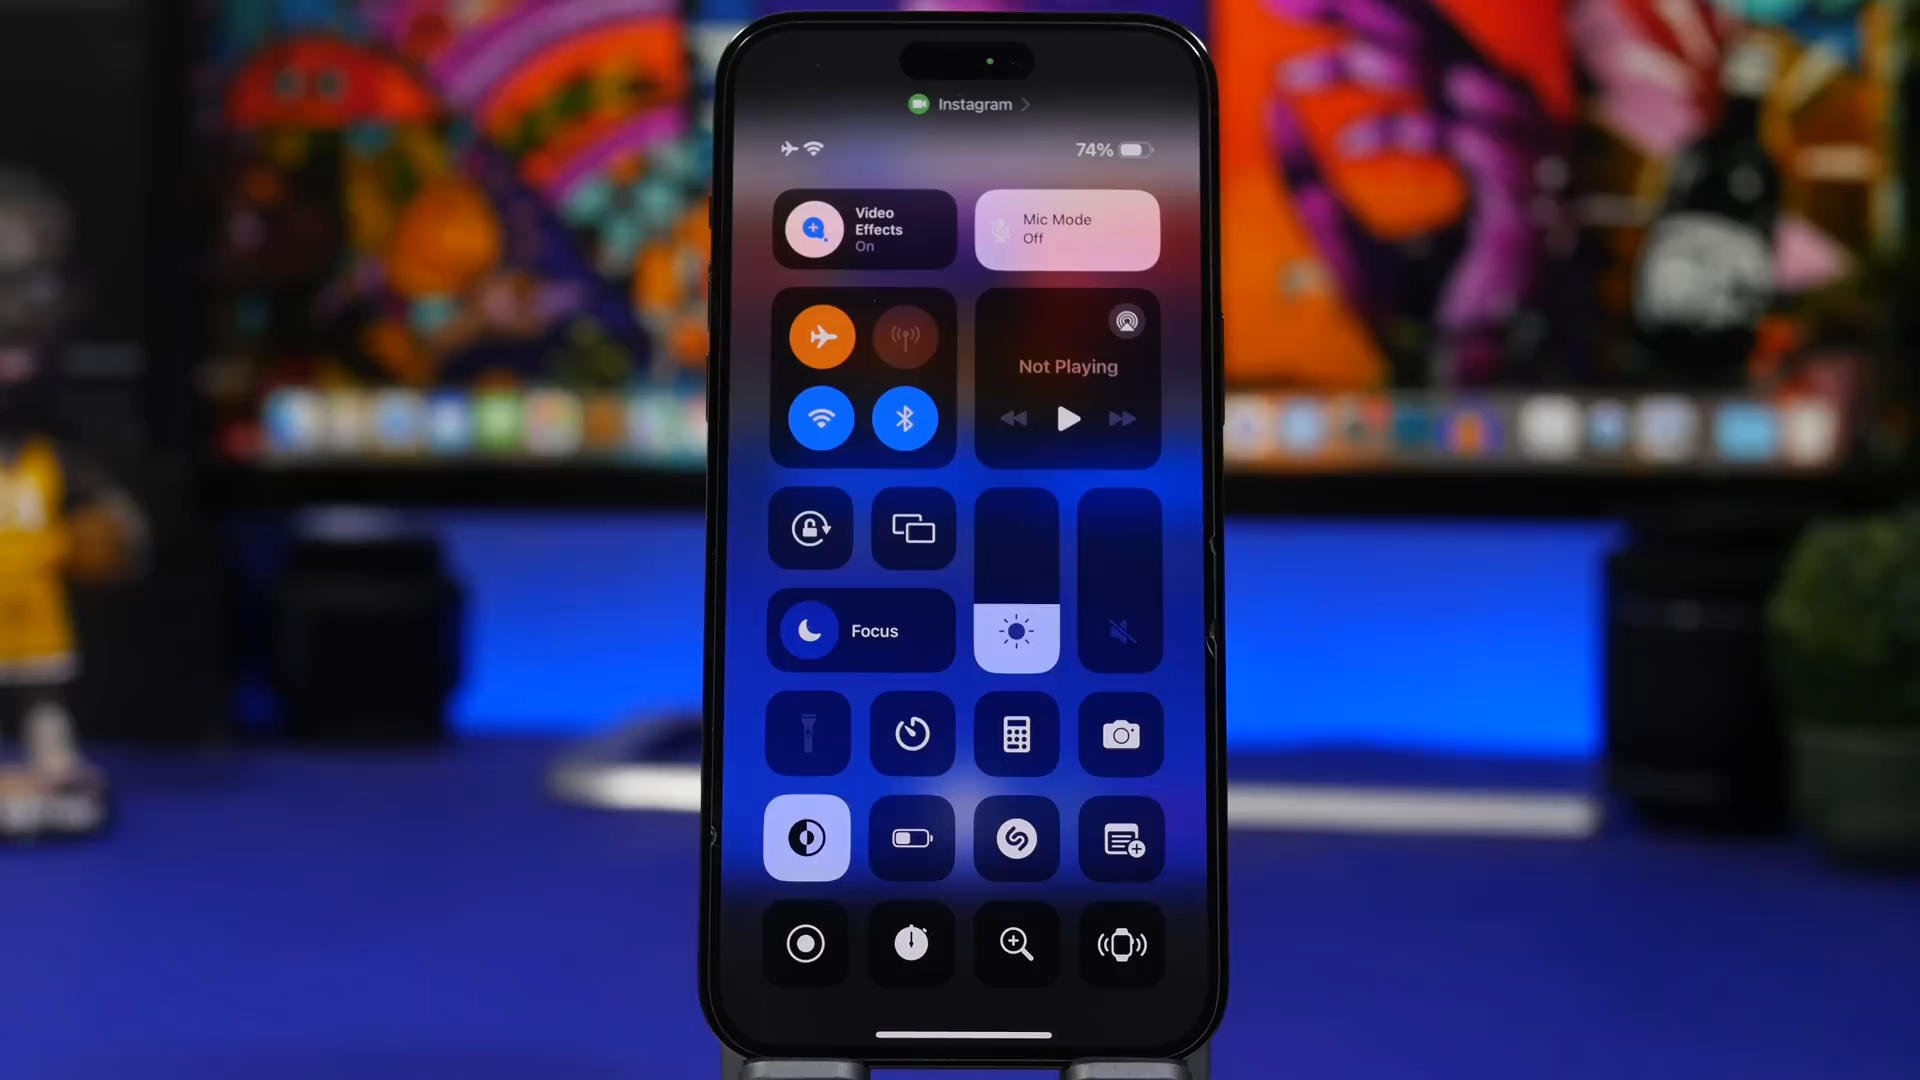 Instagram
74%
Video
Effects
On
Mic Mode
Off
Not Playing
Focus